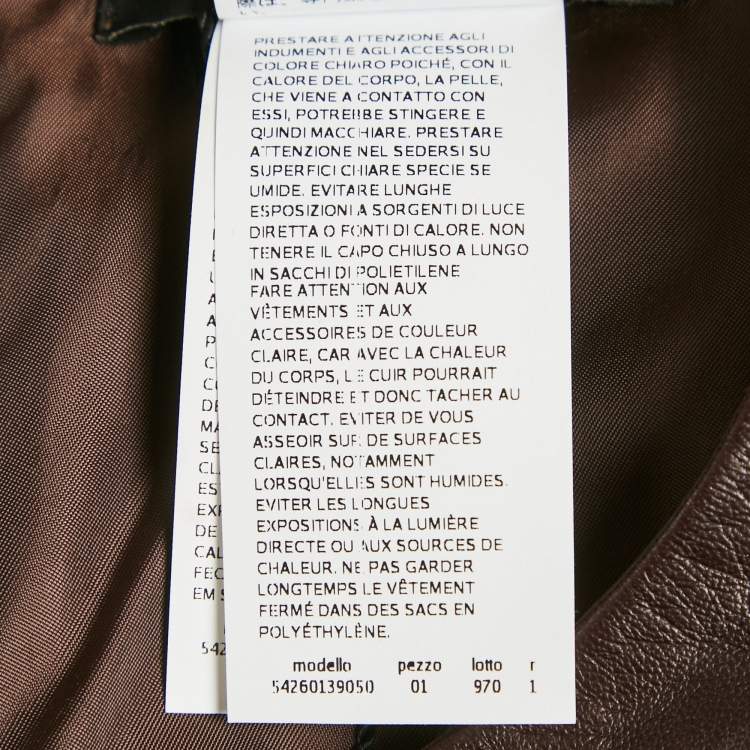 PRESTARE ATTENZIONE AGLI
INDUMENTI E AGLI ACCESSORI DI
COLORE CHIARO POICHÉ, CON IL
CALORE DEL CORPO, LA PELLE,
CHE VIENE A CONTATTO CON
ESSI, POTREBBE STINGERE E
QUINDI MACCHIARE. PRESTARE
ATTENZIONE NEL SEDERSI SU
SUPERFICI CHIARE SPECIE SE
UMIDE. EVITARE LUNGHE
ESPOSIZIONI A SORGENTI DI LUCE
DIRETTA O FONTI DI CALORE. NON
TENERE IL CAPO CHIUSO A LUNGO
IN SACCHI DI POLIETILENE
FARE ATTENTION AUX
VÊTEMENTS ET AUX
ACCESSOIRES DE COULEUR
CLAIRE, CAR AVEC LA CHALEUR
DU CORPS, LE CUIR POURRAIT
DÉTEINDRE ET DONC TACHER AU
CONTACT. EVITER DE VOUS
ASSEOIR SUR DE SURFACES
CLAIRES, NOTAMMENT
LORSQU'ELLES SONT HUMIDES.
EVITER LES LONGUES
EXPOSITIONS À LA LUMIÈRE
DIRECTE OU AUX SOURCES DE
CHALEUR. NE PAS GARDER
LONGTEMPS LE VÊTEMENT
FERMÉ DANS DES SACS EN
POLYÉTHYLÈNE.
modello pezzo lotto r
54260139050 01 970 1